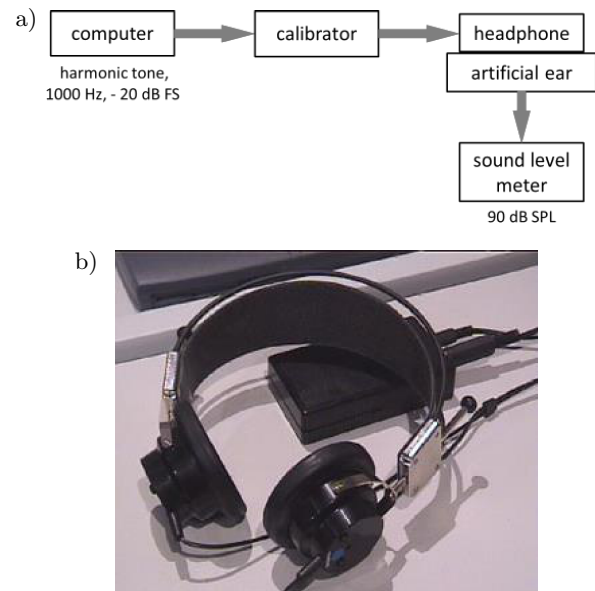 a)
computer
calibrator
headphone
harmonic tone,
1000 Hz, - 20 dB FS
artificial ear
sound level
meter
90 dB SPL
b)